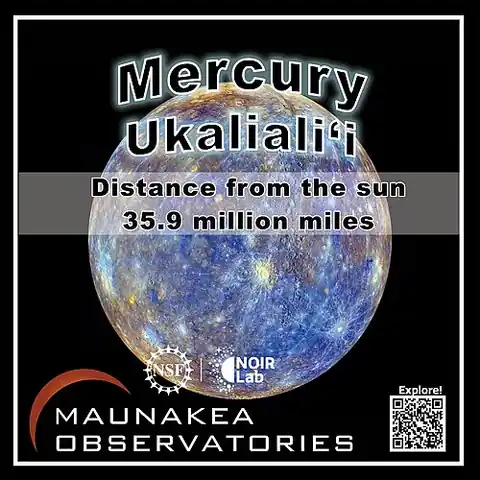 Mercury
Ukaliali‘i
Distance from the sun
35.9 million miles
NSF
NOIR
Lab
Explore!
MAUNAKEA
OBSERVATORIES